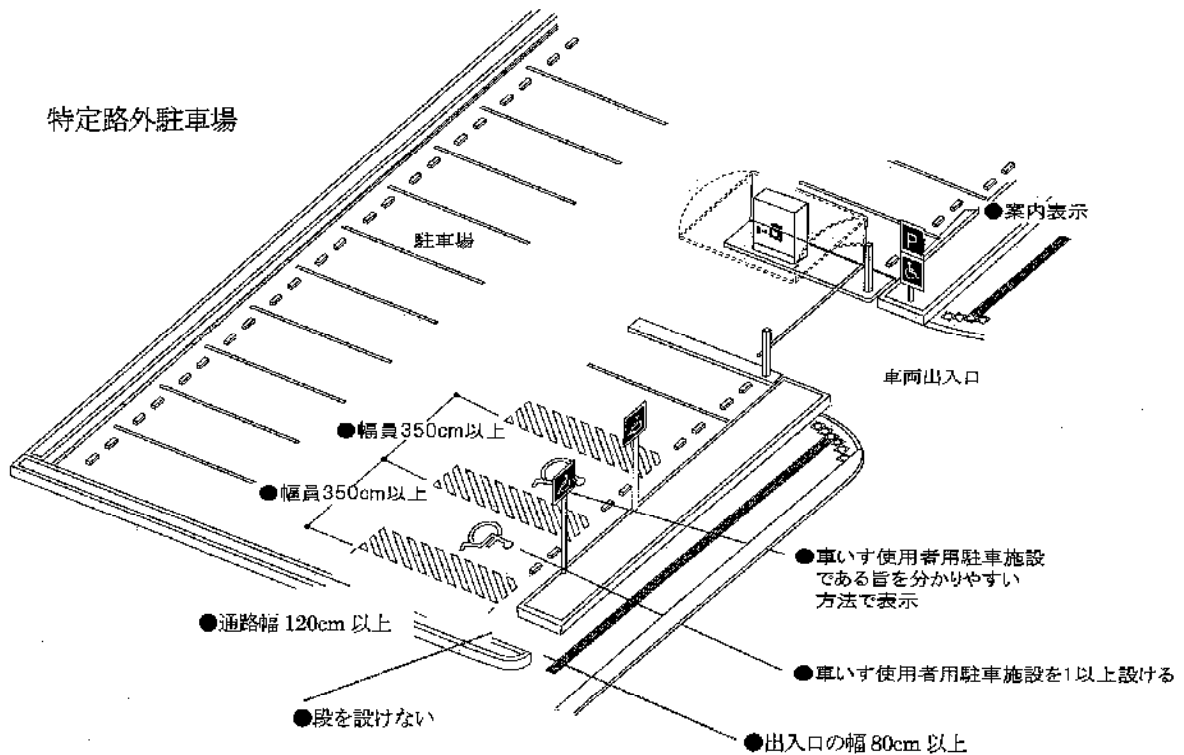 特定路外駐車場
●案内表示
P
駐車場
車両出入口
●幅員350cm以上
●幅員350cm以上
●車いす使用者用駐車施設
である旨を分かりやすい
方法で表示
●通路幅 120cm 以上
●車いす使用者用駐車施設を1以上設ける
●段を設けない
●出入口の幅 80cm 以上